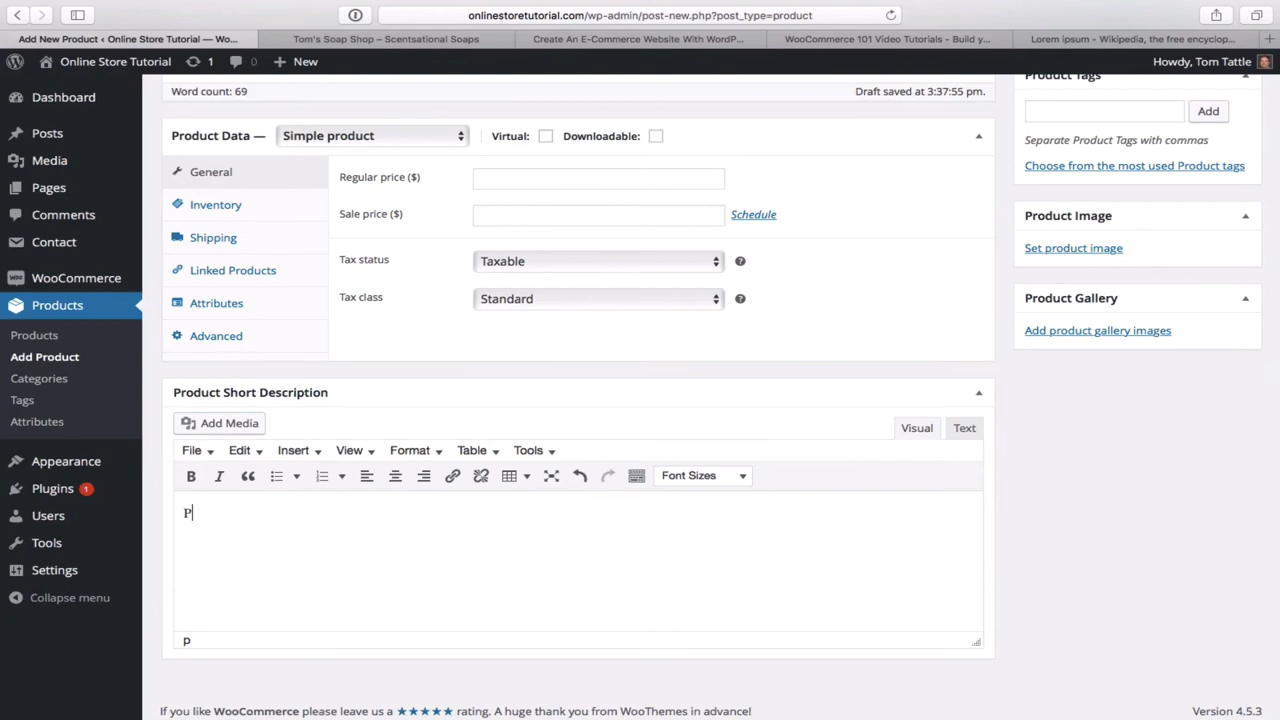 onlinestoretutorial.com/wp-admin/post-new.php?post_type=product
Add New Product ‹ Online Store Tutorial — Wo...
Tom's Soap Shop – Scentsational Soaps
Create An E-Commerce Website With WordP...
WooCommerce 101 Video Tutorials - Build y...
Lorem ipsum - Wikipedia, the free encyclop...
Online Store Tutorial
1
0
New
Howdy, Tom Tattle
Dashboard
Posts
Media
Pages
Comments
Contact
WooCommerce
Products
Products
Add Product
Categories
Tags
Attributes
Appearance
Plugins 1
Users
Tools
Settings
Collapse menu
Word count: 69
Draft saved at 3:37:55 pm.
Product Data —
Simple product
Virtual:
Downloadable:
General
Inventory
Shipping
Linked Products
Attributes
Advanced
Regular price ($)
Sale price ($)
Schedule
Tax status
Taxable
?
Tax class
Standard
?
Product Short Description
Add Media
Visual
Text
File
Edit
Insert
View
Format
Table
Tools
B
I
Font Sizes
P
p
Product Tags
Add
Separate Product Tags with commas
Choose from the most used Product tags
Product Image
Set product image
Product Gallery
Add product gallery images
If you like WooCommerce please leave us a ★★★★★ rating. A huge thank you from WooThemes in advance!
Version 4.5.3